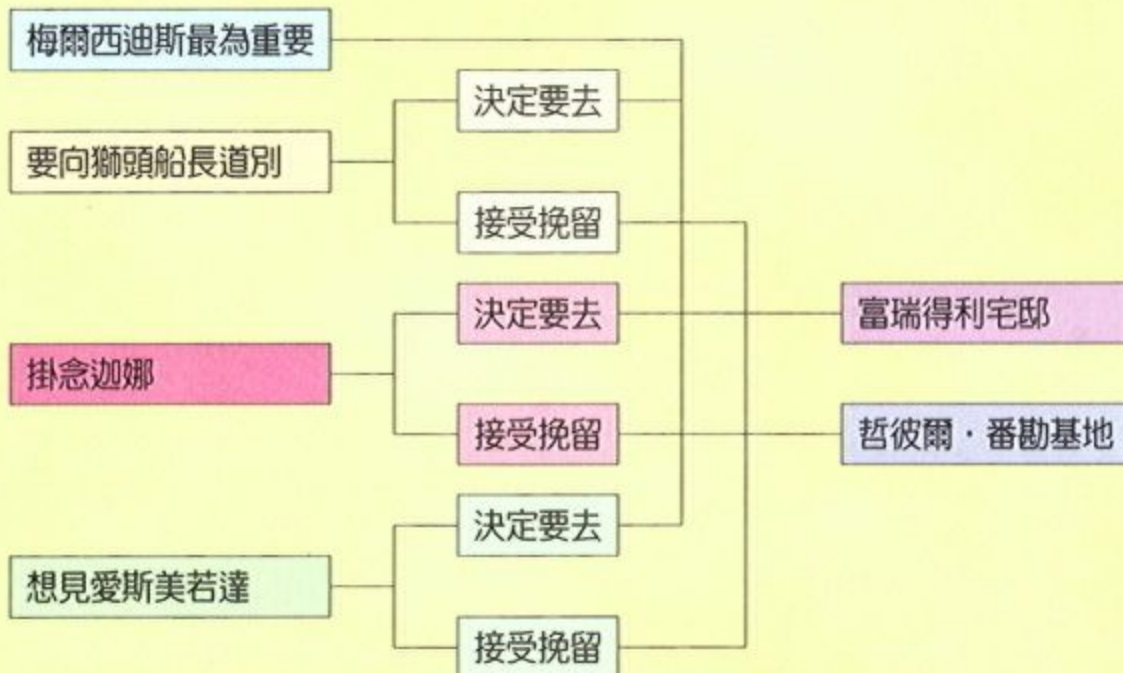 梅爾西迪斯最為重要
決定要去
要向獅頭船長道別
接受挽留
決定要去
富瑞得利宅邸
掛念迦娜
接受挽留
哲彼爾·番勘基地
決定要去
想見愛斯美若達
接受挽留